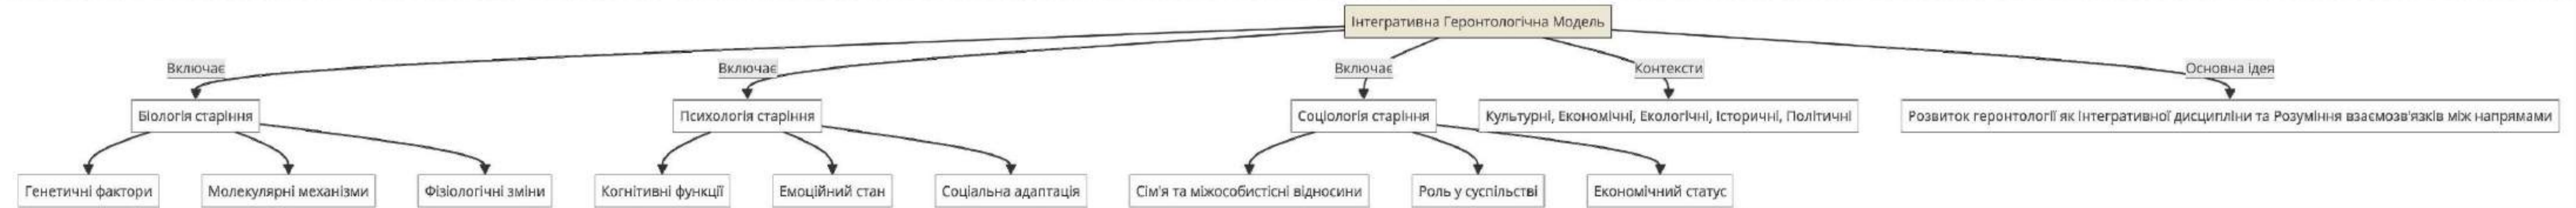 Інтегративна Геронтологічна Модель
Включає
Включає
Включає
Контексти
Основна ідея
Біологія старіння
Психологія старіння
Соціологія старіння
Культурні, Економічні, Екологічні, Історичні, Політичні
Розвиток геронтології як інтегративної дисципліни та Розуміння взаємозв'язків між напрямами
Генетичні фактори
Молекулярні механізми
Фізіологічні зміни
Когнітивні функції
Емоційний стан
Соціальна адаптація
Сім'я та міжособистісні відносини
Роль у суспільстві
Економічний статус